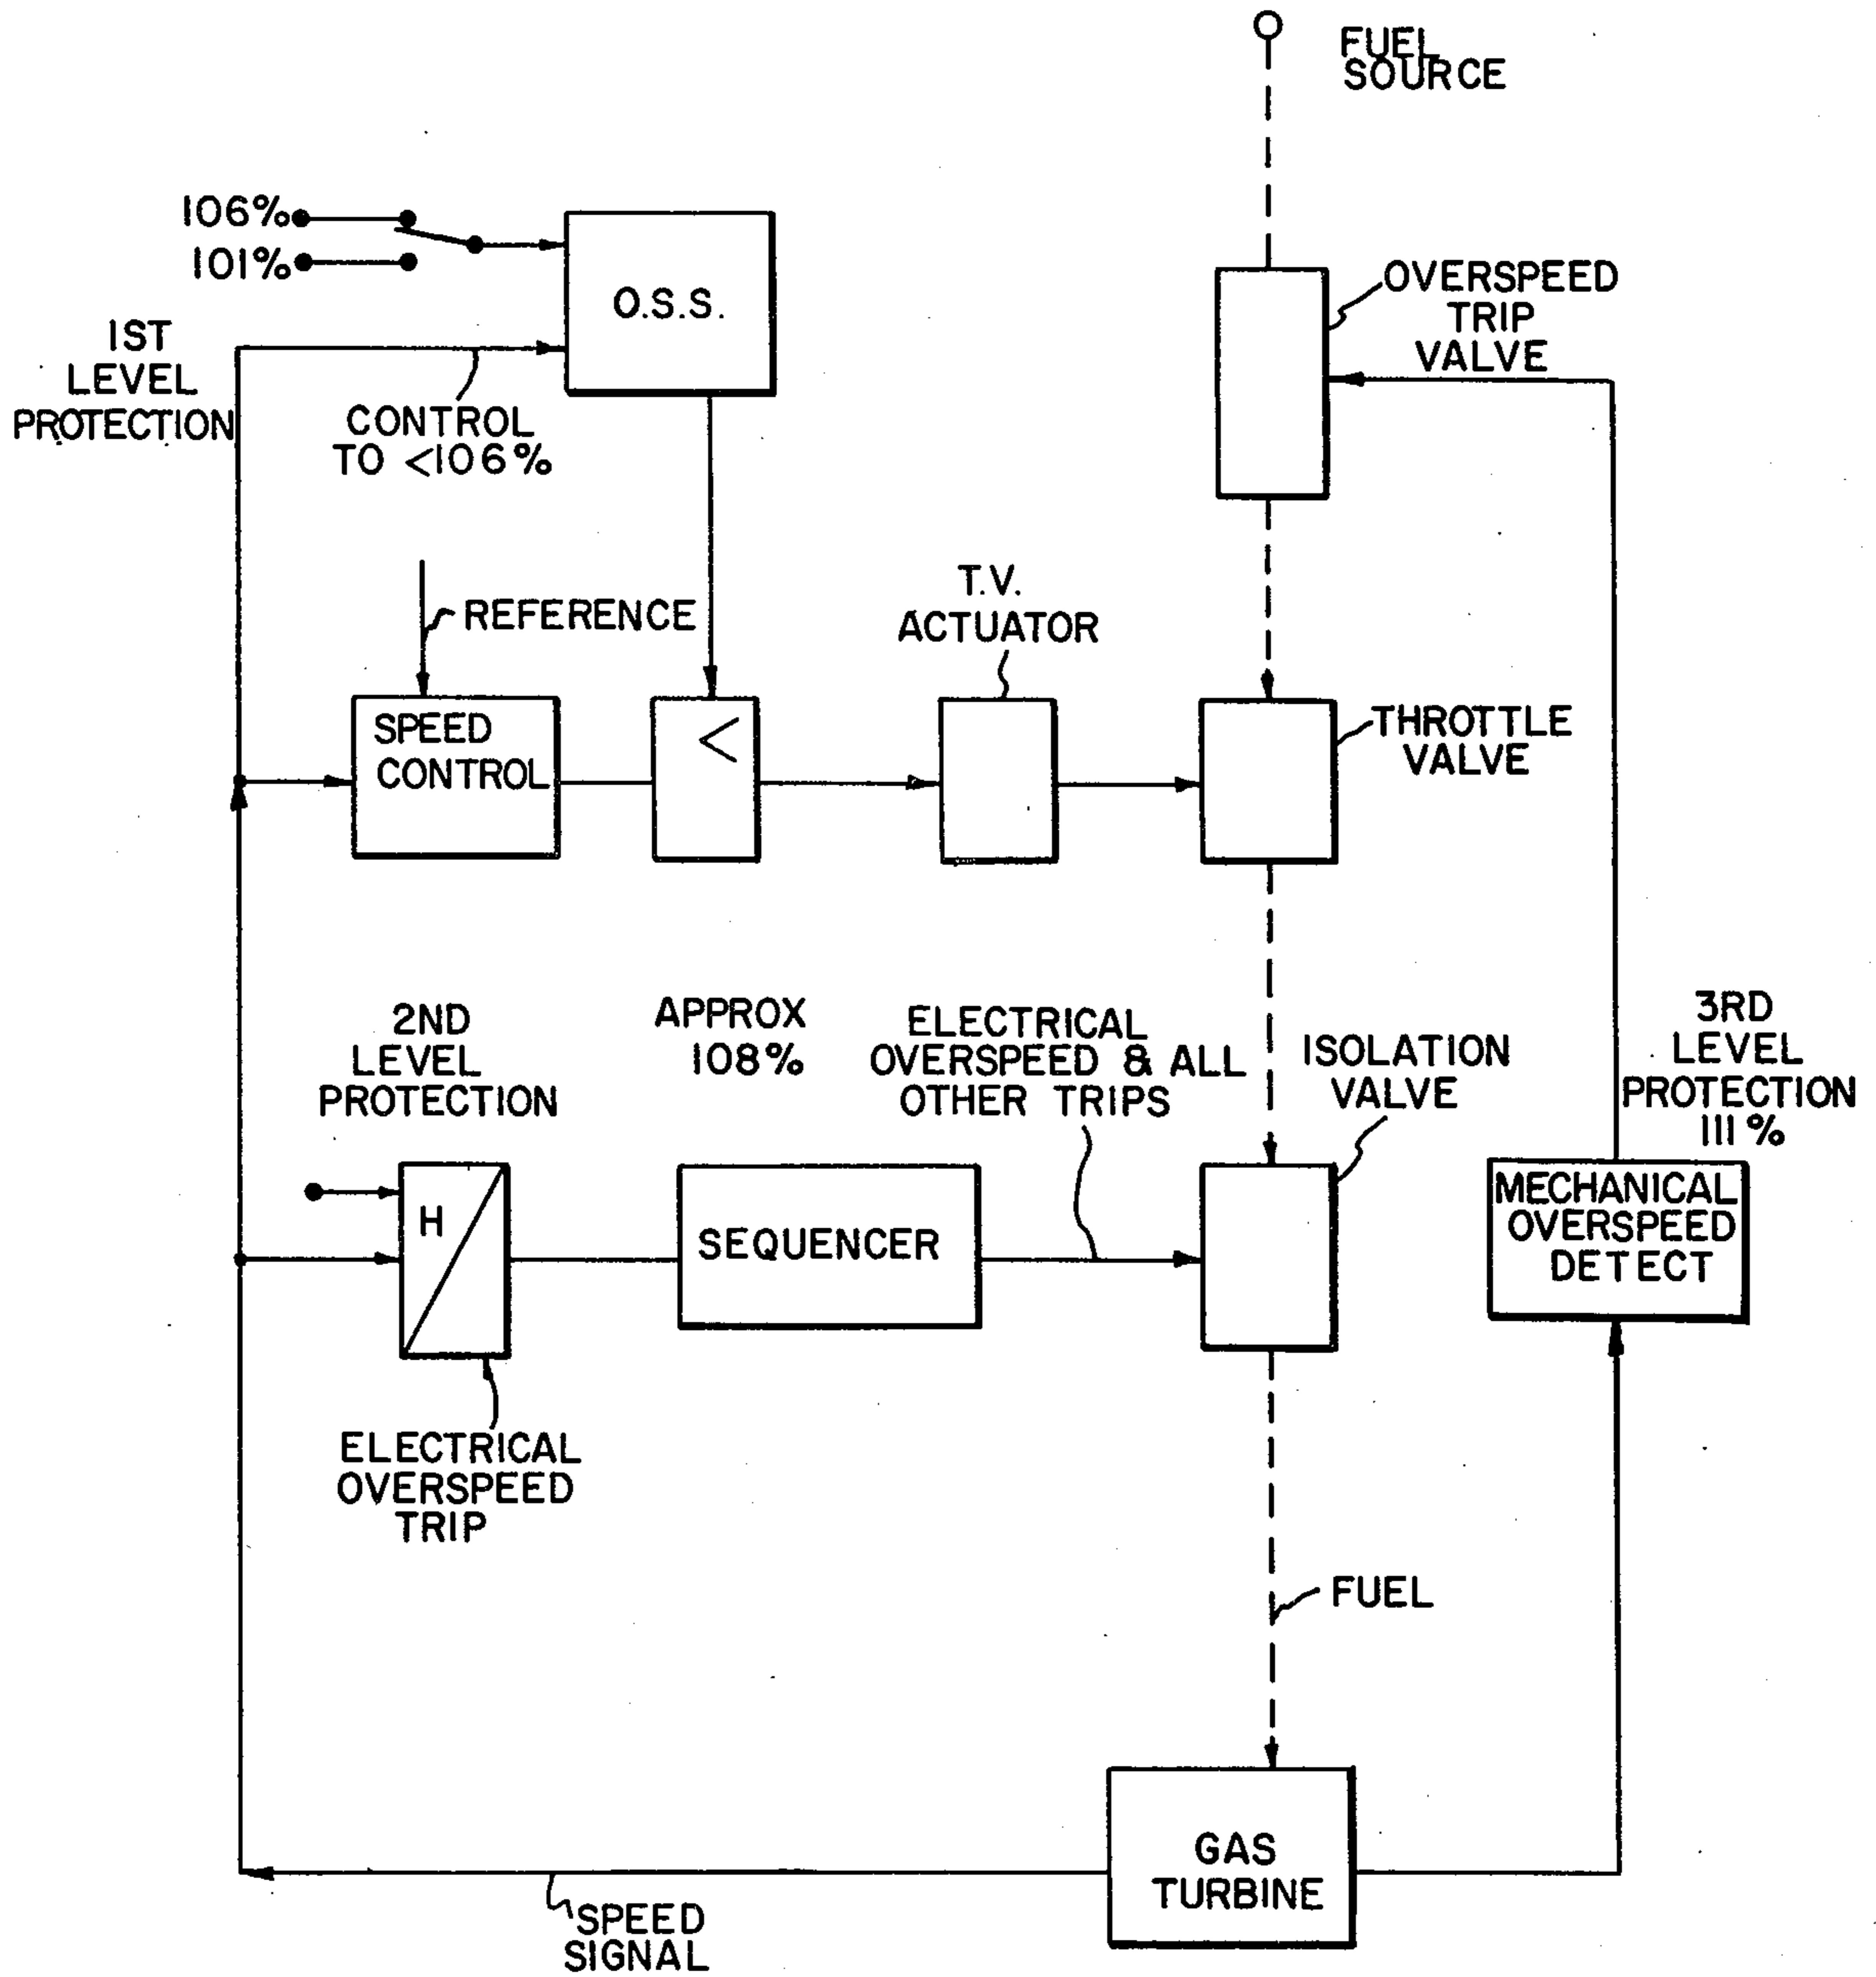 FUEL
SOURCE
106%
101%
O.S.S.
OVERSPEED
TRIP
VALVE
1ST
LEVEL
PROTECTION
CONTROL
TO <106%
REFERENCE
T.V.
ACTUATOR
SPEED
CONTROL
<
THROTTLE
VALVE
2ND
LEVEL
PROTECTION
APPROX
108%
ELECTRICAL
OVERSPEED & ALL
OTHER TRIPS
ISOLATION
VALVE
3RD
LEVEL
PROTECTION
111%
H
SEQUENCER
MECHANICAL
OVERSPEED
DETECT
ELECTRICAL
OVERSPEED
TRIP
FUEL
GAS
TURBINE
SPEED
SIGNAL